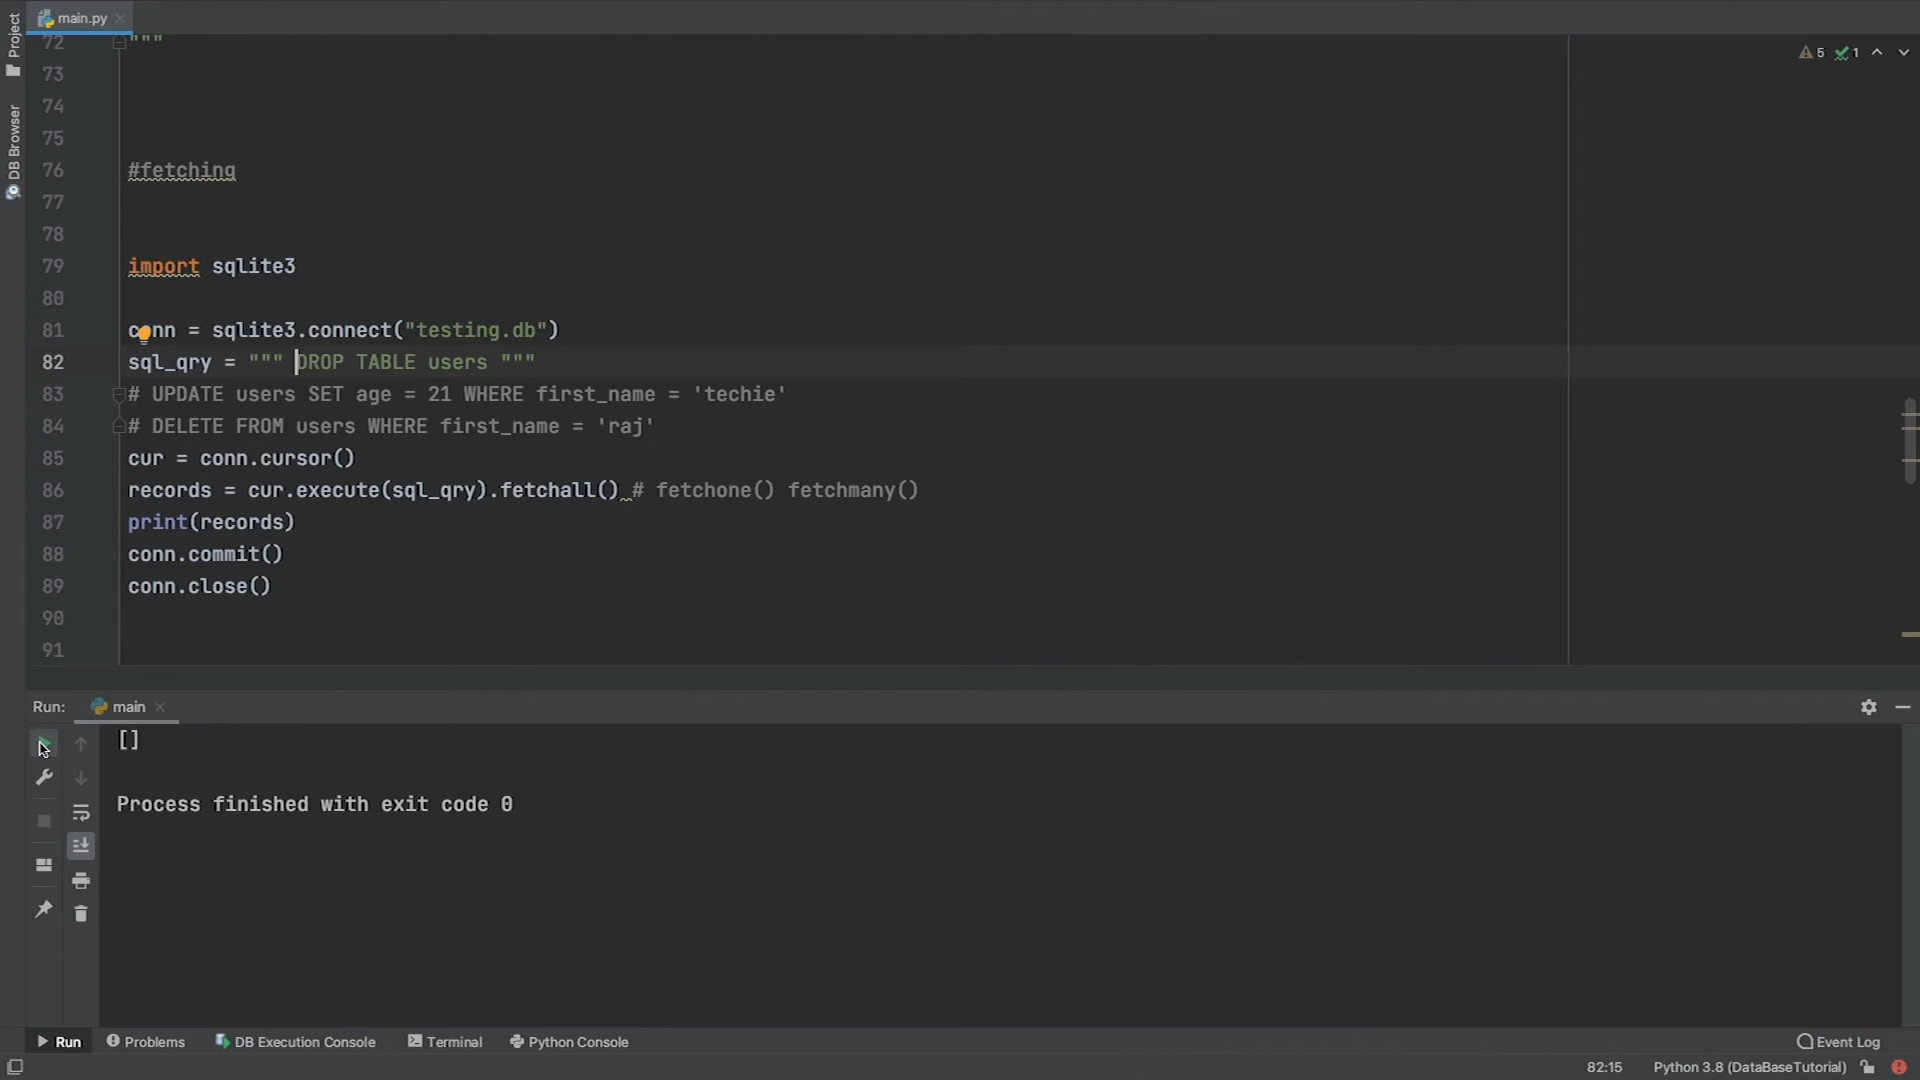 Project
DB Browser
main.py
5 1
72 """
73
74
75
76 #fetching
77
78
79 import sqlite3
80
81 conn = sqlite3.connect("testing.db")
82 sql_qry = """ DROP TABLE users """
83 # UPDATE users SET age = 21 WHERE first_name = 'techie'
84 # DELETE FROM users WHERE first_name = 'raj'
85 cur = conn.cursor()
86 records = cur.execute(sql_qry).fetchall() # fetchone() fetchmany()
87 print(records)
88 conn.commit()
89 conn.close()
90
91
Run: main
[]
Process finished with exit code 0
Run Problems DB Execution Console Terminal Python Console Event Log
82:15 Python 3.8 (DataBaseTutorial)